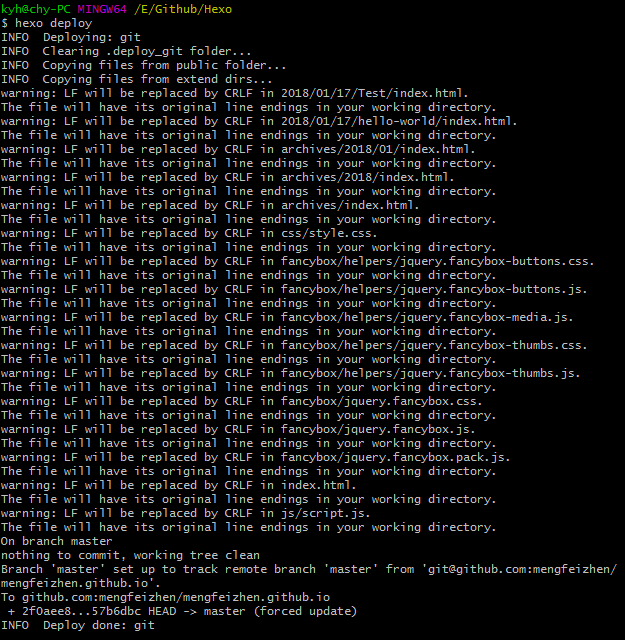 kyh@chy-PC MINGW64 /E/Github/Hexo
$ hexo deploy
INFO  Deploying: git
INFO  Clearing .deploy_git folder...
INFO  Copying files from public folder...
INFO  Copying files from extend dirs...
warning: LF will be replaced by CRLF in 2018/01/17/Test/index.html.
The file will have its original line endings in your working directory.
warning: LF will be replaced by CRLF in 2018/01/17/hello-world/index.html.
The file will have its original line endings in your working directory.
warning: LF will be replaced by CRLF in archives/2018/01/index.html.
The file will have its original line endings in your working directory.
warning: LF will be replaced by CRLF in archives/2018/index.html.
The file will have its original line endings in your working directory.
warning: LF will be replaced by CRLF in archives/index.html.
The file will have its original line endings in your working directory.
warning: LF will be replaced by CRLF in css/style.css.
The file will have its original line endings in your working directory.
warning: LF will be replaced by CRLF in fancybox/helpers/jquery.fancybox-buttons.css.
The file will have its original line endings in your working directory.
warning: LF will be replaced by CRLF in fancybox/helpers/jquery.fancybox-buttons.js.
The file will have its original line endings in your working directory.
warning: LF will be replaced by CRLF in fancybox/helpers/jquery.fancybox-media.js.
The file will have its original line endings in your working directory.
warning: LF will be replaced by CRLF in fancybox/helpers/jquery.fancybox-thumbs.css.
The file will have its original line endings in your working directory.
warning: LF will be replaced by CRLF in fancybox/helpers/jquery.fancybox-thumbs.js.
The file will have its original line endings in your working directory.
warning: LF will be replaced by CRLF in fancybox/jquery.fancybox.css.
The file will have its original line endings in your working directory.
warning: LF will be replaced by CRLF in fancybox/jquery.fancybox.js.
The file will have its original line endings in your working directory.
warning: LF will be replaced by CRLF in fancybox/jquery.fancybox.pack.js.
The file will have its original line endings in your working directory.
warning: LF will be replaced by CRLF in index.html.
The file will have its original line endings in your working directory.
warning: LF will be replaced by CRLF in js/script.js.
The file will have its original line endings in your working directory.
On branch master
nothing to commit, working tree clean
Branch 'master' set up to track remote branch 'master' from 'git@github.com:mengfeizhen/
mengfeizhen.github.io'.
To github.com:mengfeizhen/mengfeizhen.github.io
 + 2f0aee8...57b6dbc HEAD -> master (forced update)
INFO  Deploy done: git